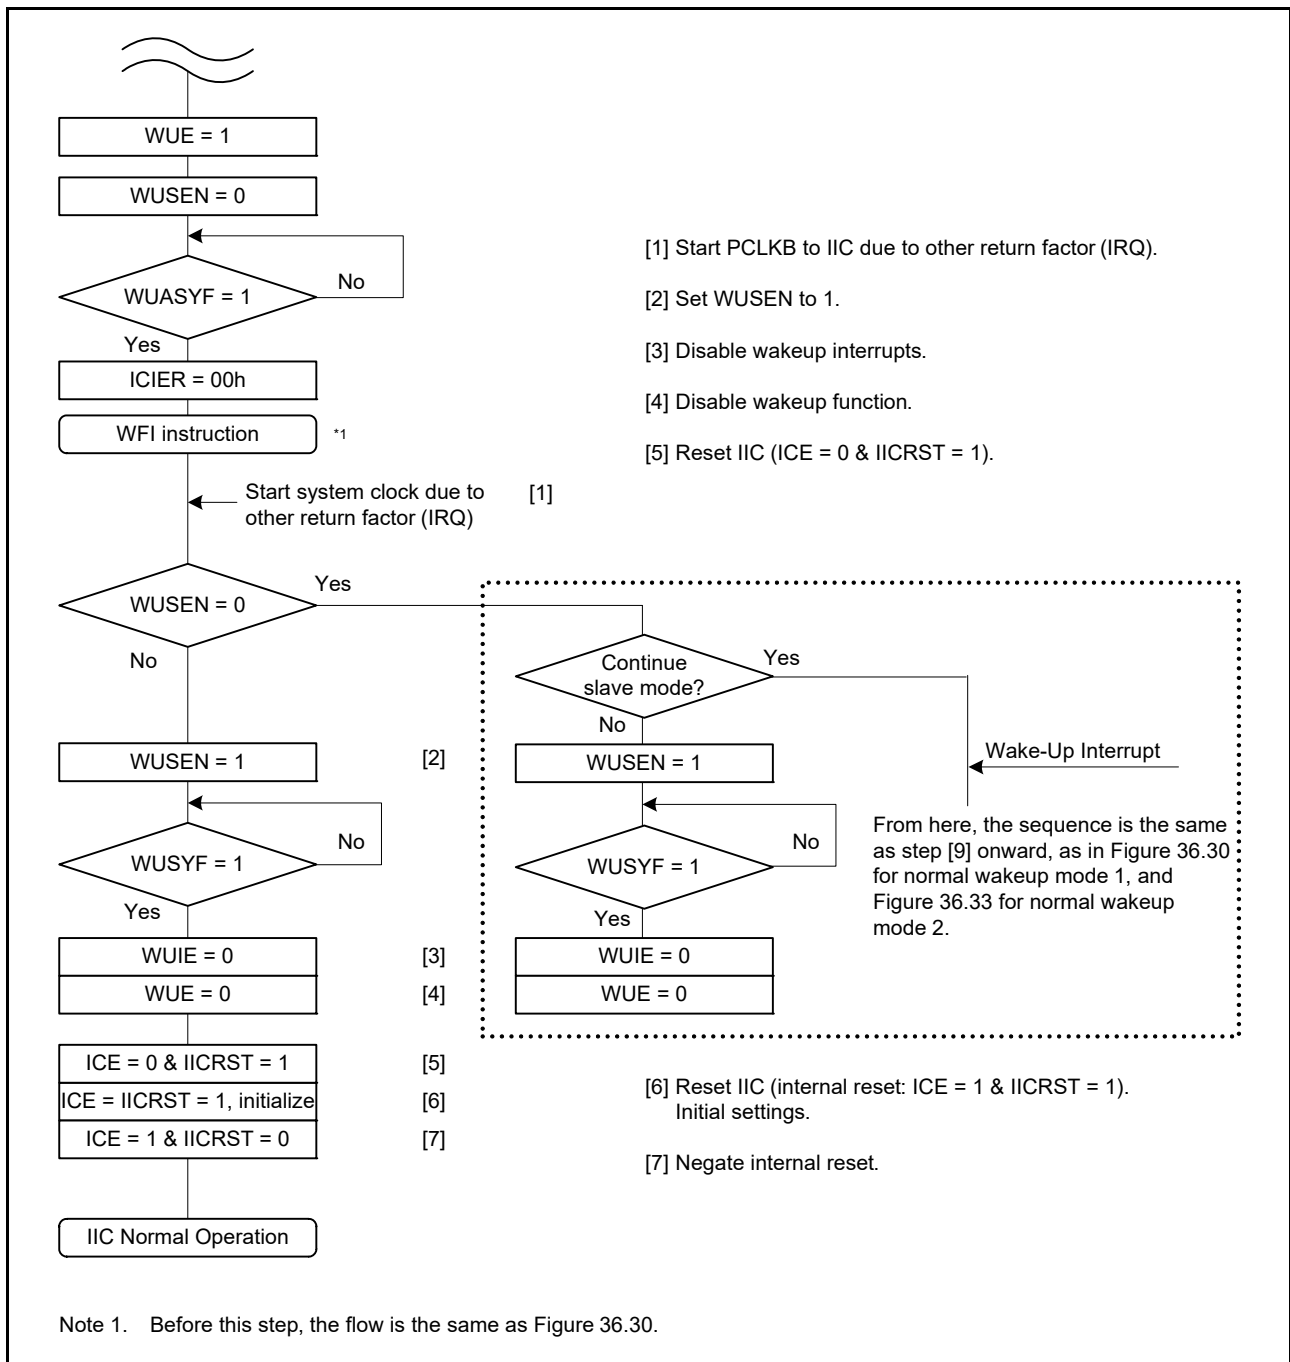 WUE = 1
WUSEN = 0
WUASYF = 1
No
Yes
ICIER = 00h
WFI instruction
*1
[1] Start PCLKB to IIC due to other return factor (IRQ).
[2] Set WUSEN to 1.
[3] Disable wakeup interrupts.
[4] Disable wakeup function.
[5] Reset IIC (ICE = 0 & IICRST = 1).
Start system clock due to
other return factor (IRQ)
[1]
WUSEN = 0
Yes
No
Continue
slave mode?
Yes
No
Wake-Up Interrupt
From here, the sequence is the same
as step [9] onward, as in Figure 36.30
for normal wakeup mode 1, and
Figure 36.33 for normal wakeup
mode 2.
WUSEN = 1
[2]
WUSEN = 1
WUSYF = 1
No
Yes
WUSYF = 1
No
Yes
WUIE = 0
[3]
WUE = 0
[4]
WUIE = 0
WUE = 0
ICE = 0 & IICRST = 1
[5]
ICE = IICRST = 1, initialize
[6]
ICE = 1 & IICRST = 0
[7]
[6] Reset IIC (internal reset: ICE = 1 & IICRST = 1).
Initial settings.
[7] Negate internal reset.
IIC Normal Operation
Note 1. Before this step, the flow is the same as Figure 36.30.